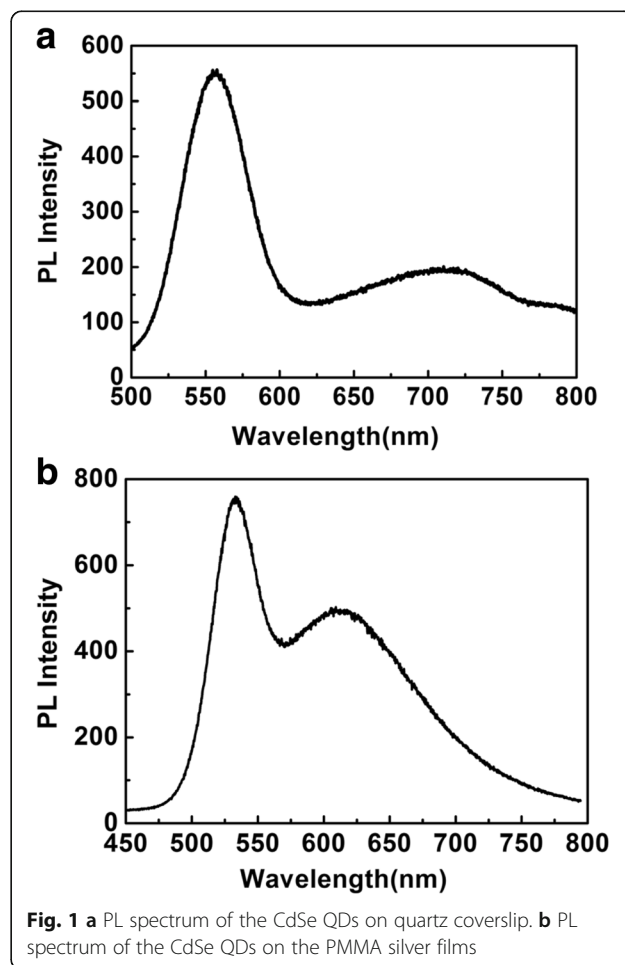 a
600
500
400
300
200
100
0
PL Intensity
500 550 600 650 700 750 800
Wavelength(nm)
b
800
600
400
200
0
PL Intensity
450 500 550 600 650 700 750 800
Wavelength(nm)
Fig. 1 a PL spectrum of the CdSe QDs on quartz coverslip. b PL
spectrum of the CdSe QDs on the PMMA silver films